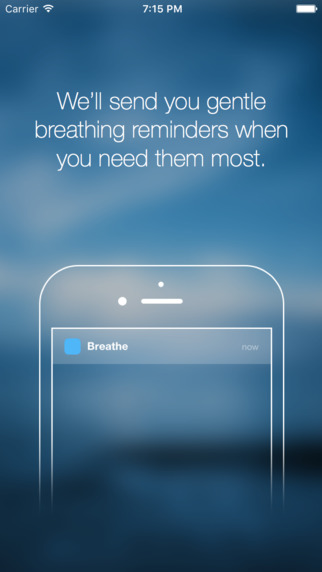 Carrier 7:15 PM
We'll send you gentle
breathing reminders when
you need them most.
Breathe now